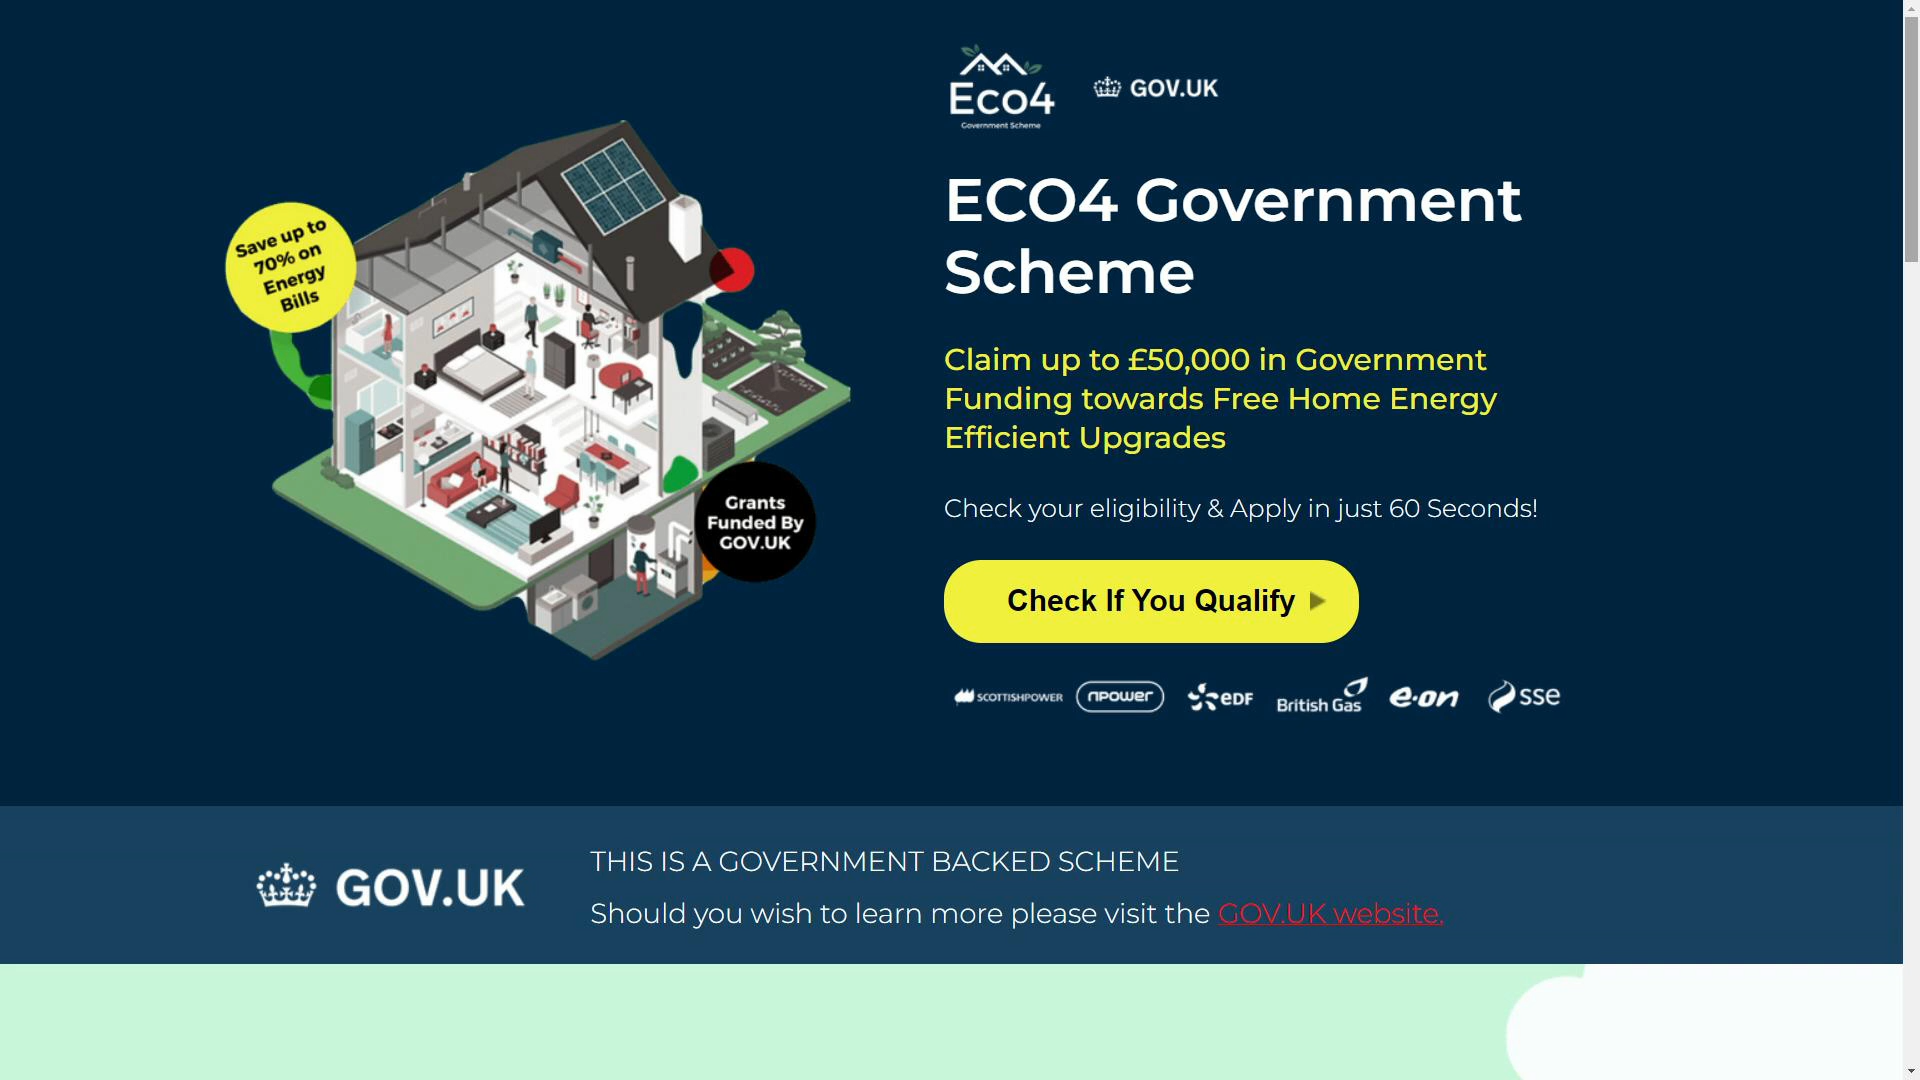 Eco4
Government Scheme
GOV.UK
ECO4 Government
Scheme
Claim up to £50,000 in Government
Funding towards Free Home Energy
Efficient Upgrades
Check your eligibility & Apply in just 60 Seconds!
Check If You Qualify
SCOTTISHPOWER npower eDF British Gas e·on sse
Save up to
70% on
Energy
Bills
Grants
Funded By
GOV.UK
GOV.UK
THIS IS A GOVERNMENT BACKED SCHEME
Should you wish to learn more please visit the GOV.UK website.